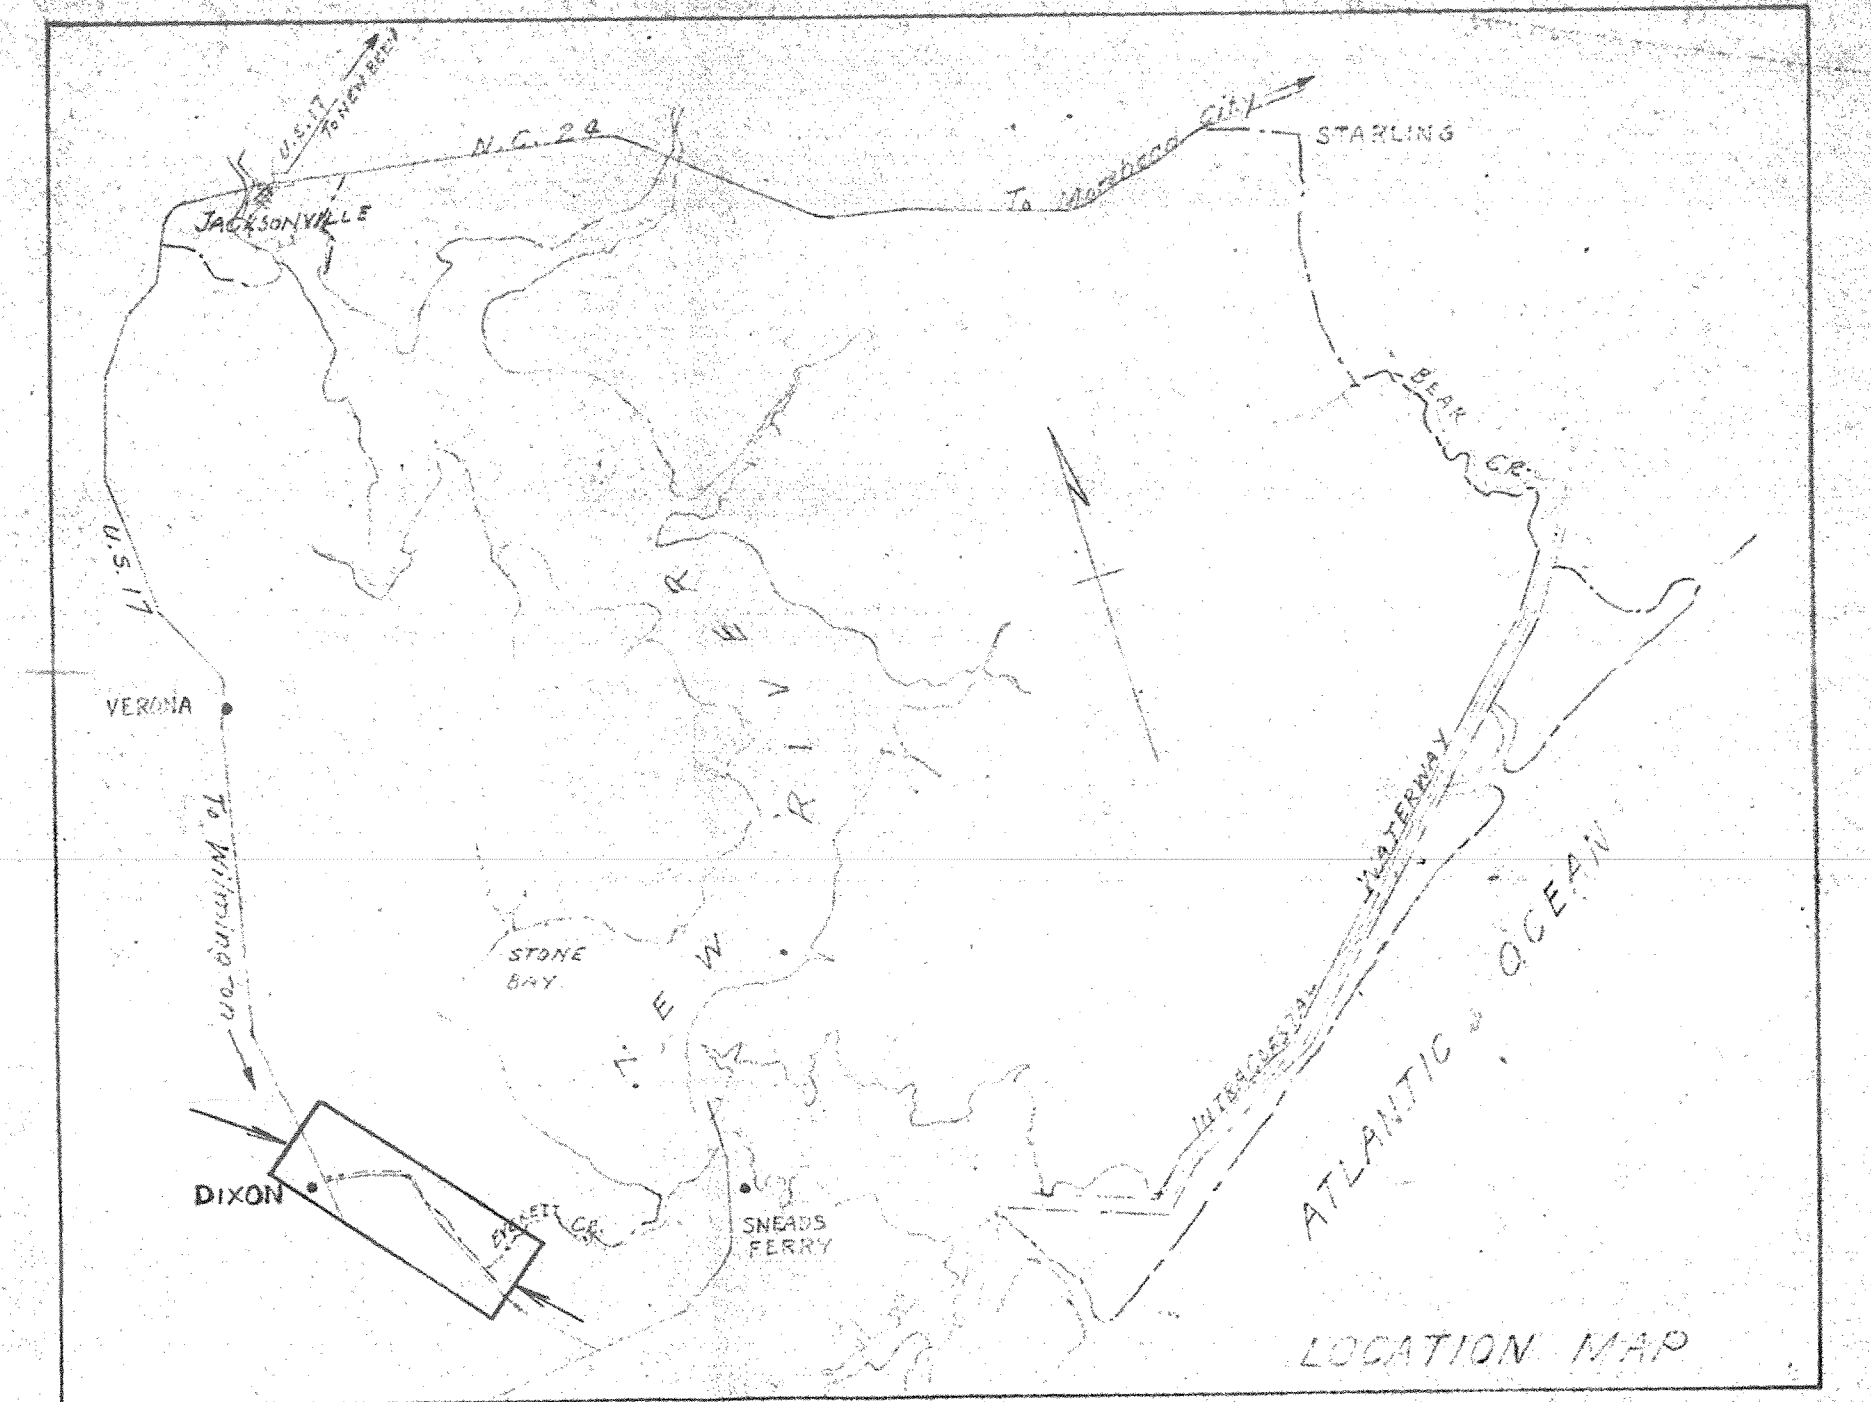 U.S. 17
TO NEW BERN
N.C. 24
To Morehead City
STARLING
JACKSONVILLE
BEAR
CR.
U.S. 17
NEW RIVER
VERONA
To Wilmington
WATERWAY
INTERCOASTAL
ATLANTIC OCEAN
STONE
BAY
DIXON
EVERETT CR.
SNEADS
FERRY
LOCATION MAP